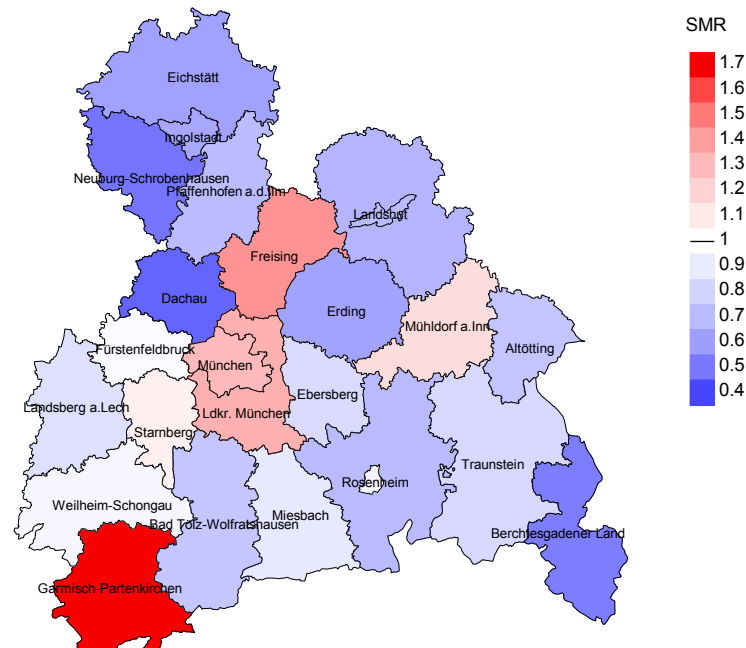 SMR
1.7
1.6
1.5
1.4
1.3
1.2
1.1
1
0.9
0.8
0.7
0.6
0.5
0.4
Eichstätt
Ingolstadt
Neuburg-Schrobenhausen
Pfaffenhofen a.d.Ilm
Landshut
Freising
Dachau
Erding
Mühldorf a.Inn
Altötting
Fürstenfeldbruck
München
Ebersberg
Landsberg a.Lech
Ldkr. München
Starnberg
Traunstein
Rosenheim
Weilheim-Schongau
Miesbach
Bad Tölz-Wolfratshausen
Berchtesgadener Land
Garmisch-Partenkirchen